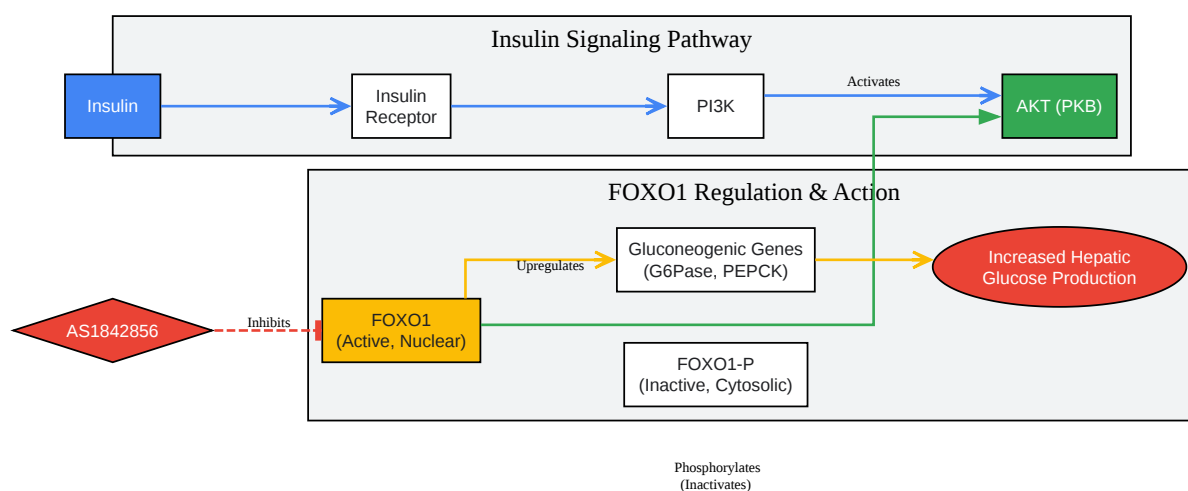 Insulin Signaling Pathway
Insulin
Insulin
Receptor
PI3K
Activates
AKT (PKB)
FOXO1 Regulation & Action
Upregulates
Gluconeogenic Genes
(G6Pase, PEPCK)
Increased Hepatic
Glucose Production
AS1842856
Inhibits
FOXO1
(Active, Nuclear)
FOXO1-P
(Inactive, Cytosolic)
Phosphorylates
(Inactivates)